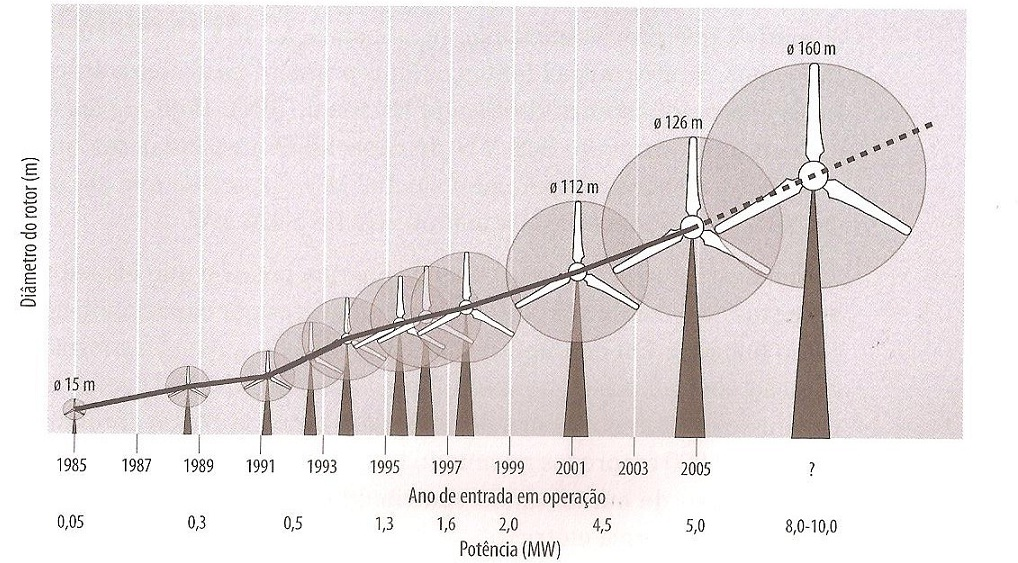 ø 160 m
ø 126 m
ø 112 m
ø 15 m
Diâmetro do rotor (m)
1985 1987 1989 1991 1993 1995 1997 1999 2001 2003 2005 ?
Ano de entrada em operação
0,05 0,3 0,5 1,3 1,6 2,0 4,5 5,0 8,0-10,0
Potência (MW)